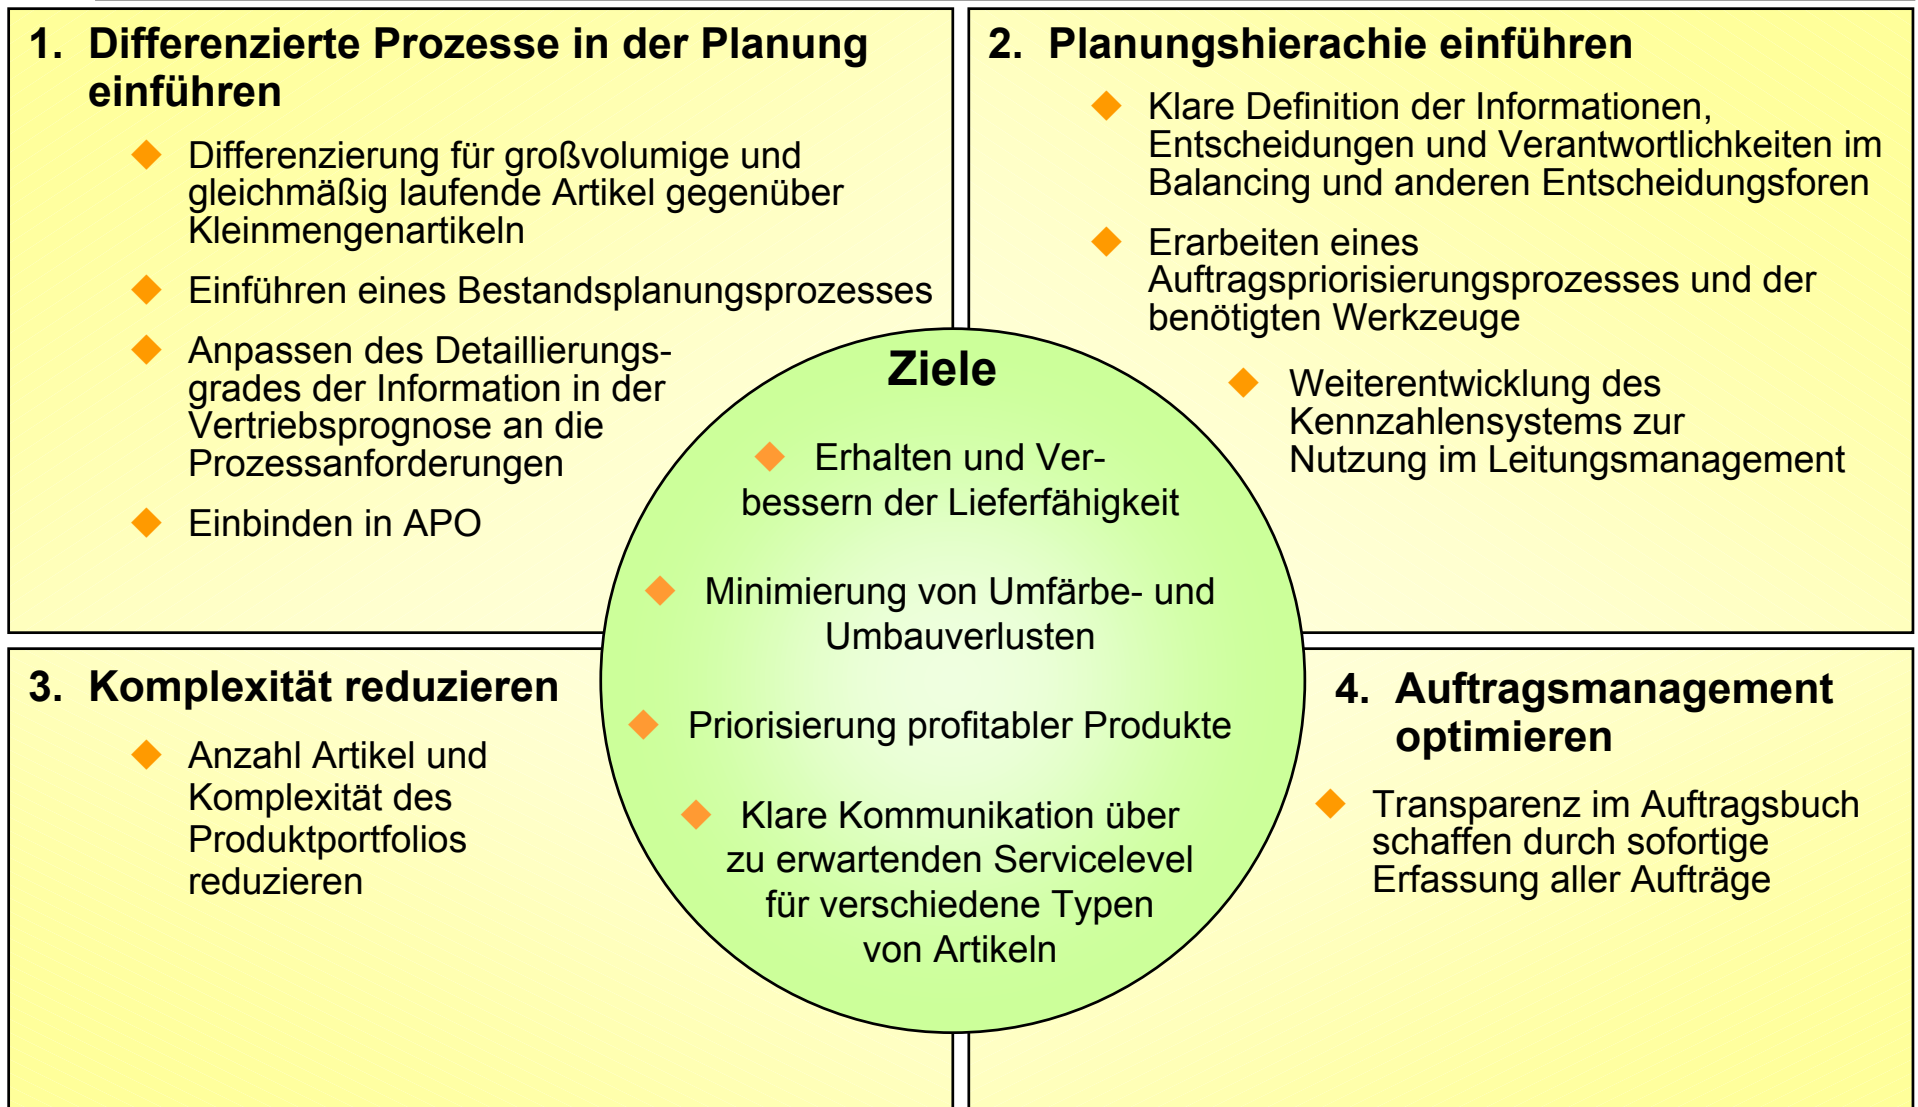 1. Differenzierte Prozesse in der Planung
einführen
◆ Differenzierung für großvolumige und
gleichmäßig laufende Artikel gegenüber
Kleinmengenartikeln
◆ Einführen eines Bestandsplanungsprozesses
◆ Anpassen des Detaillierungs-
grades der Information in der
Vertriebsprognose an die
Prozessanforderungen
◆ Einbinden in APO
2. Planungshierachie einführen
◆ Klare Definition der Informationen,
Entscheidungen und Verantwortlichkeiten im
Balancing und anderen Entscheidungsforen
◆ Erarbeiten eines
Auftragspriorisierungsprozesses und der
benötigten Werkzeuge
◆ Weiterentwicklung des
Kennzahlensystems zur
Nutzung im Leitungsmanagement
Ziele
◆ Erhalten und Ver-
bessern der Lieferfähigkeit
◆ Minimierung von Umfärbe- und
Umbauverlusten
◆ Priorisierung profitabler Produkte
◆ Klare Kommunikation über
zu erwartenden Servicelevel
für verschiedene Typen
von Artikeln
3. Komplexität reduzieren
◆ Anzahl Artikel und
Komplexität des
Produktportfolios
reduzieren
4. Auftragsmanagement
optimieren
◆ Transparenz im Auftragsbuch
schaffen durch sofortige
Erfassung aller Aufträge